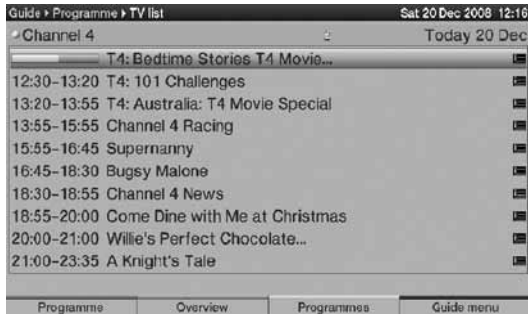 Guide ▸ Programme ▸ TV list Sat 20 Dec 2008 12:16
Channel 4 Today 20 Dec
T4: Bedtime Stories T4 Movie...
12:30-13:20 T4: 101 Challenges
13:20-13:55 T4: Australia: T4 Movie Special
13:55-15:55 Channel 4 Racing
15:55-16:45 Supernanny
16:45-18:30 Bugsy Malone
18:30-18:55 Channel 4 News
18:55-20:00 Come Dine with Me at Christmas
20:00-21:00 Willie's Perfect Chocolate...
21:00-23:35 A Knight's Tale
Programme Overview Programmes Guide menu